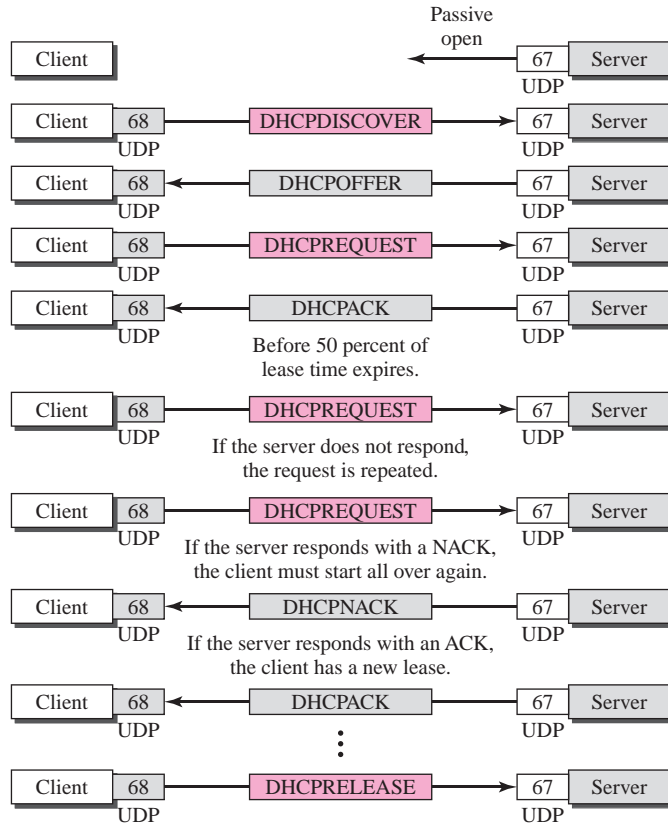 Passive
open
Client 67 Server
UDP
Client 68 DHCPDISCOVER 67 Server
UDP UDP
Client 68 DHCPOFFER 67 Server
UDP UDP
Client 68 DHCPREQUEST 67 Server
UDP UDP
Client 68 DHCPACK 67 Server
UDP UDP
Before 50 percent of
lease time expires.
Client 68 DHCPREQUEST 67 Server
UDP UDP
If the server does not respond,
the request is repeated.
Client 68 DHCPREQUEST 67 Server
UDP UDP
If the server responds with a NACK,
the client must start all over again.
Client 68 DHCPNACK 67 Server
UDP UDP
If the server responds with an ACK,
the client has a new lease.
Client 68 DHCPACK 67 Server
UDP UDP
Client 68 DHCPRELEASE 67 Server
UDP UDP